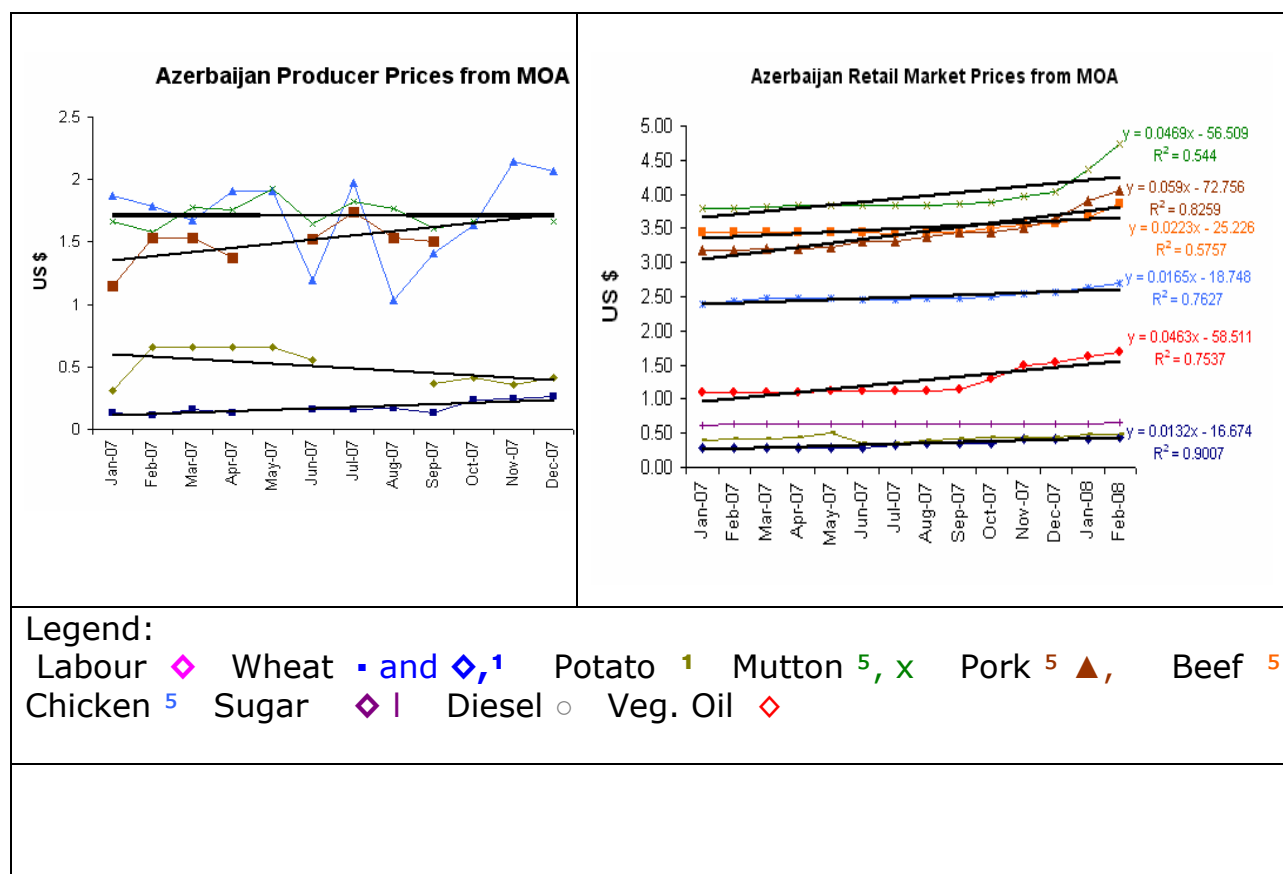 Azerbaijan Producer Prices from MOA
2.5
2
1.5
1
0.5
0
US $
Jan-07
Feb-07
Mar-07
Apr-07
May-07
Jun-07
Jul-07
Aug-07
Sep-07
Oct-07
Nov-07
Dec-07
Azerbaijan Retail Market Prices from MOA
5.00
4.50
4.00
3.50
3.00
2.50
2.00
1.50
1.00
0.50
0.00
US $
y = 0.0469x - 56.509
R² = 0.544
y = 0.059x - 72.756
R² = 0.8259
y = 0.0223x - 25.226
R² = 0.5757
y = 0.0165x - 18.748
R² = 0.7627
y = 0.0463x - 58.511
R² = 0.7537
y = 0.0132x - 16.674
R² = 0.9007
Jan-07
Feb-07
Mar-07
Apr-07
May-07
Jun-07
Jul-07
Aug-07
Sep-07
Oct-07
Nov-07
Dec-07
Jan-08
Feb-08
Legend:
Labour ◇ Wheat ▪ and ◇,¹ Potato ¹ Mutton ⁵, x Pork ⁵ ▲, Beef ⁵
Chicken ⁵ Sugar ◇ l Diesel ○ Veg. Oil ◇